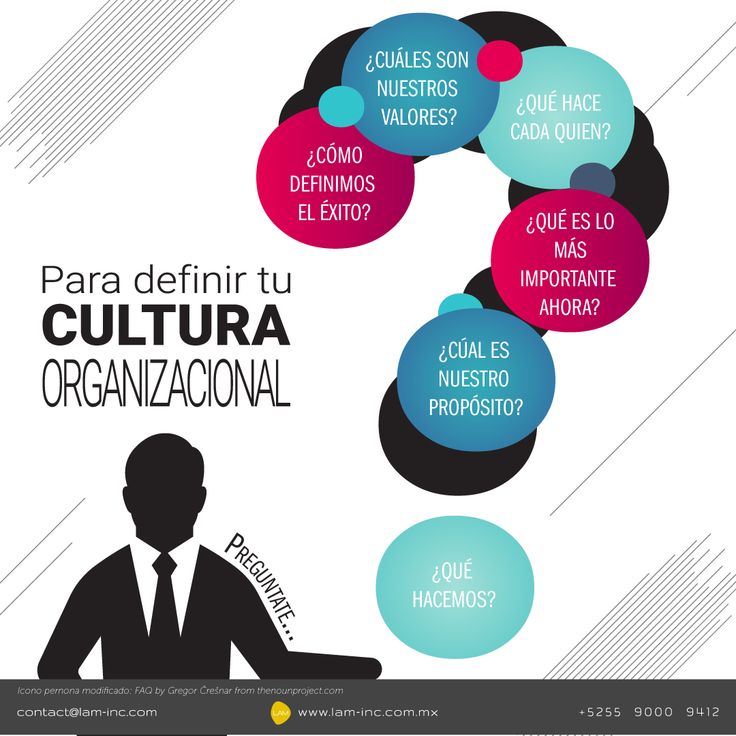 Para definir tu
CULTURA
ORGANIZACIONAL
PREGUNTATE...
¿CÓMO
DEFINIMOS
EL ÉXITO?
¿CUÁLES SON
NUESTROS
VALORES?
¿QUÉ HACE
CADA QUIEN?
¿QUÉ ES LO
MÁS
IMPORTANTE
AHORA?
¿CÚAL ES
NUESTRO
PROPÓSITO?
¿QUÉ
HACEMOS?
Icono pernona modificado: FAQ by Gregor Črešnar from thenounproject.com
contact@lam-inc.com
LAM
www.lam-inc.com.mx
+5255 9000 9412